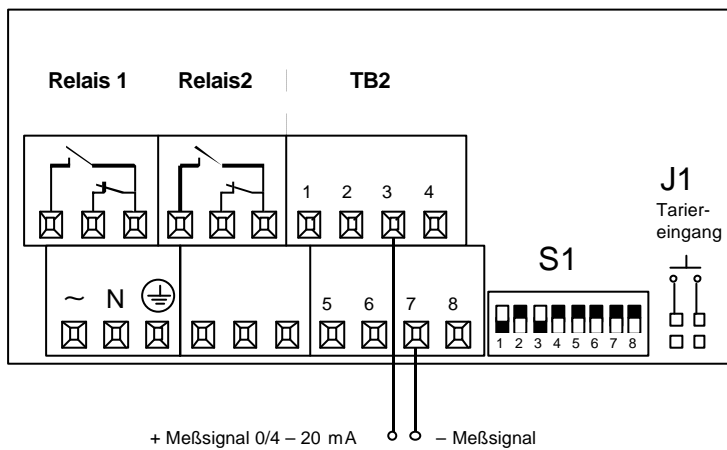 Relais 1 Relais2 TB2
1 2 3 4
J1
Tarier-
eingang
S1
~ N
5 6 7 8
1 2 3 4 5 6 7 8
+ Meßsignal 0/4 – 20 mA – Meßsignal